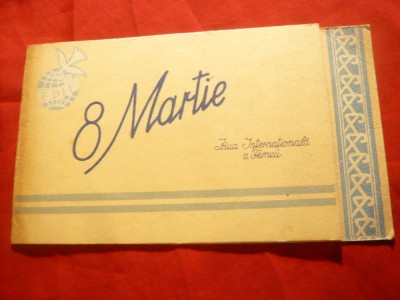 8 Martie
Ziua Internațională
a Femeii